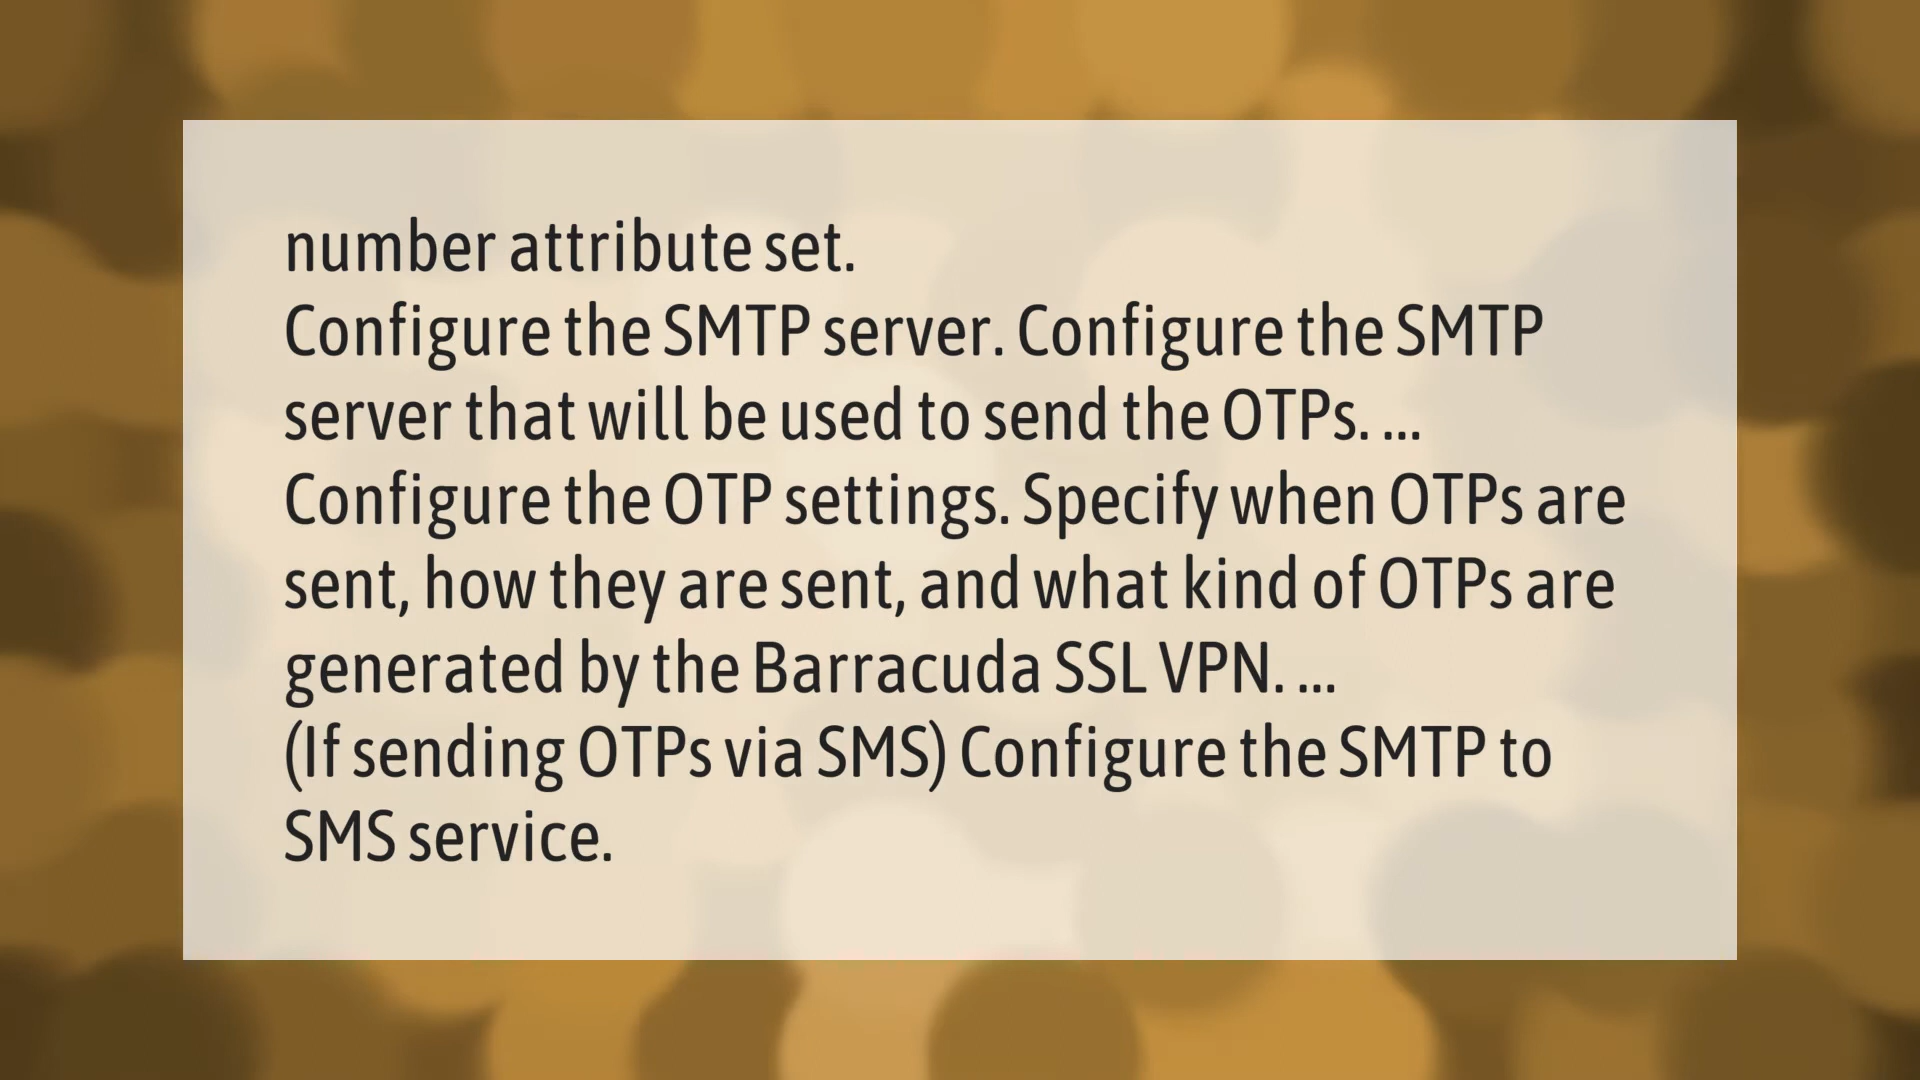 number attribute set.
Configure the SMTP server. Configure the SMTP
server that will be used to send the OTPs. ...
Configure the OTP settings. Specify when OTPs are
sent, how they are sent, and what kind of OTPs are
generated by the Barracuda SSL VPN. ...
(If sending OTPs via SMS) Configure the SMTP to
SMS service.